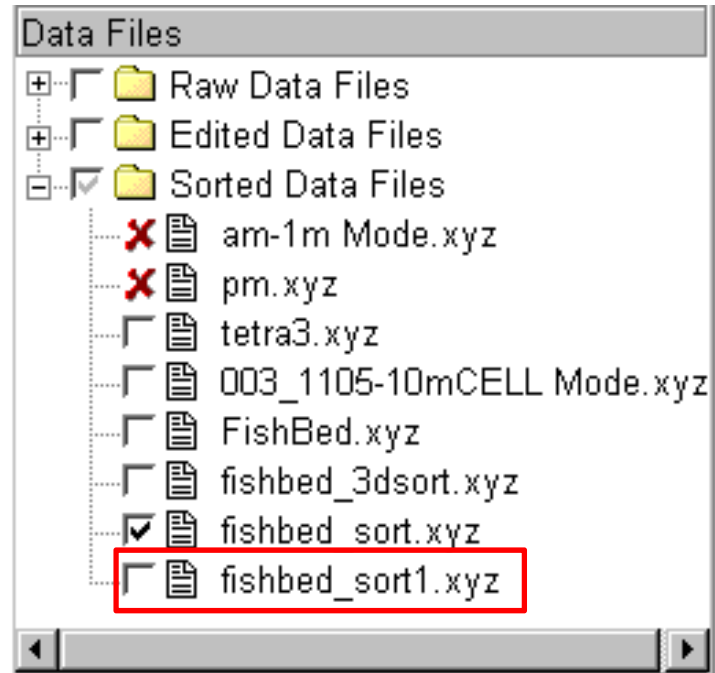 Data Files
Raw Data Files
Edited Data Files
Sorted Data Files
am-1m Mode.xyz
pm.xyz
tetra3.xyz
003_1105-10mCELL Mode.xyz
FishBed.xyz
fishbed_3dsort.xyz
fishbed_sort.xyz
fishbed_sort1.xyz